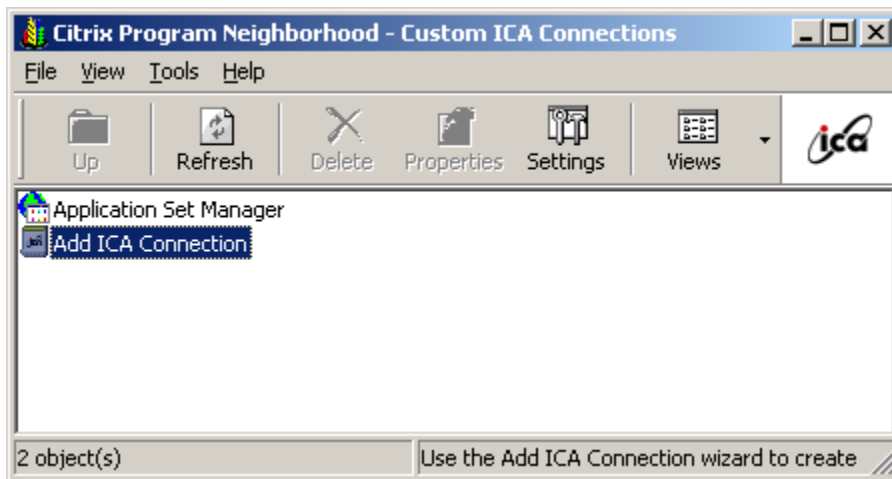 Citrix Program Neighborhood - Custom ICA Connections
File View Tools Help
Up Refresh Delete Properties Settings Views ica
Application Set Manager
Add ICA Connection
2 object(s) Use the Add ICA Connection wizard to create